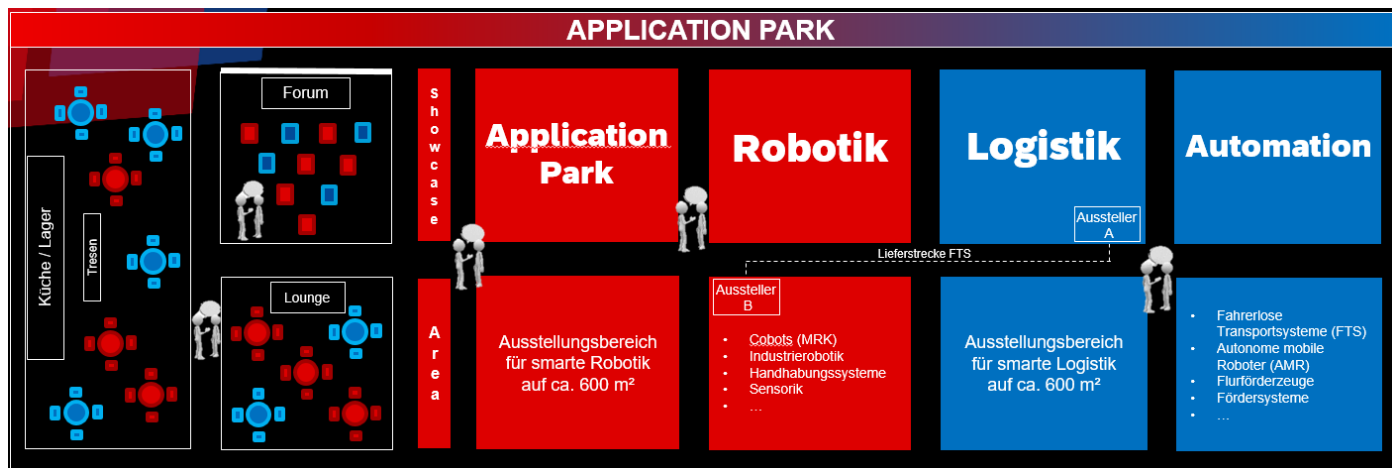 APPLICATION PARK
Küche / Lager
Tresen
Forum
Lounge
Showcase
Area
Application
Park
Robotik
Logistik
Aussteller
A
Automation
Lieferstrecke FTS
Ausstellungsbereich
für smarte Robotik
auf ca. 600 m²
Aussteller
B
• Cobots (MRK)
• Industrierobotik
• Handhabungssysteme
• Sensorik
• ...
Ausstellungsbereich
für smarte Logistik
auf ca. 600 m²
• Fahrerlose
Transportsysteme (FTS)
• Autonome mobile
Roboter (AMR)
• Flurförderzeuge
• Fördersysteme
• ...